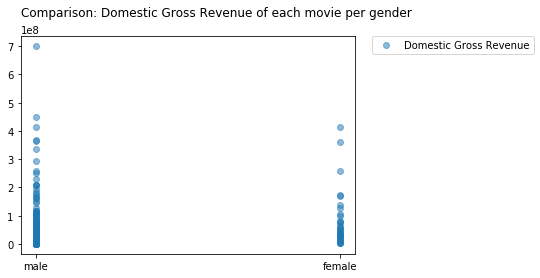 Comparison: Domestic Gross Revenue of each movie per gender
1e8
Domestic Gross Revenue
7
6
5
4
3
2
1
0
male
female